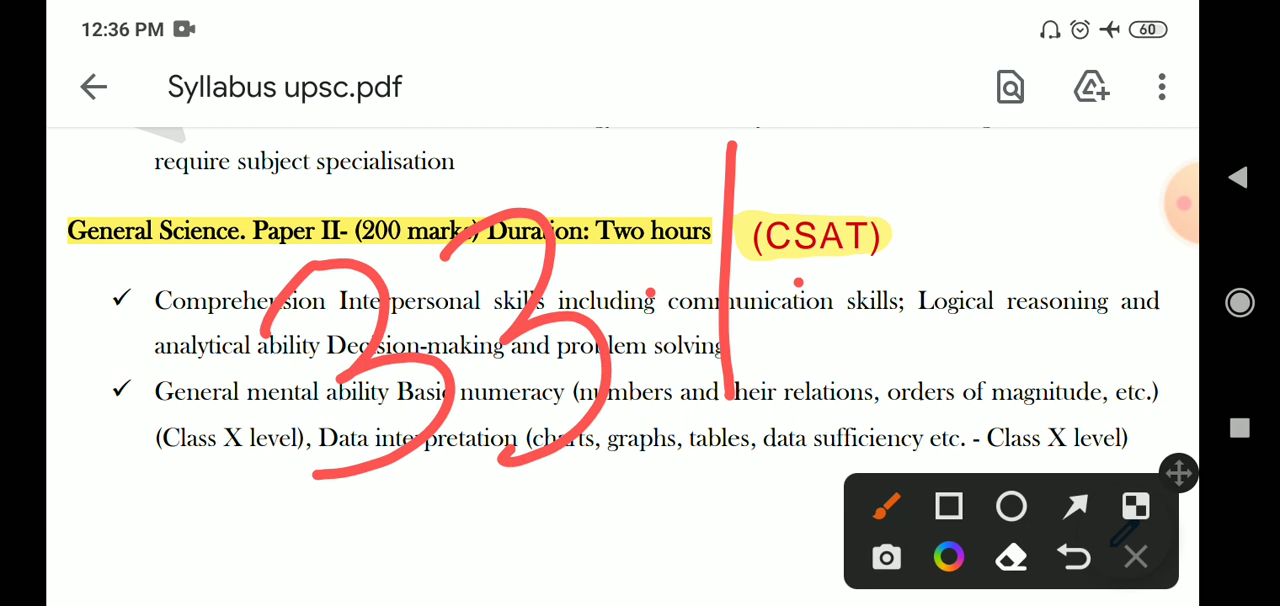 12:36 PM
60
Syllabus upsc.pdf
require subject specialisation
General Science. Paper II- (200 marks) Duration: Two hours (CSAT)
✓ Comprehension Interpersonal skills including communication skills; Logical reasoning and
analytical ability Decision-making and problem solving
✓ General mental ability Basic numeracy (numbers and their relations, orders of magnitude, etc.)
(Class X level), Data interpretation (charts, graphs, tables, data sufficiency etc. - Class X level)
33 1